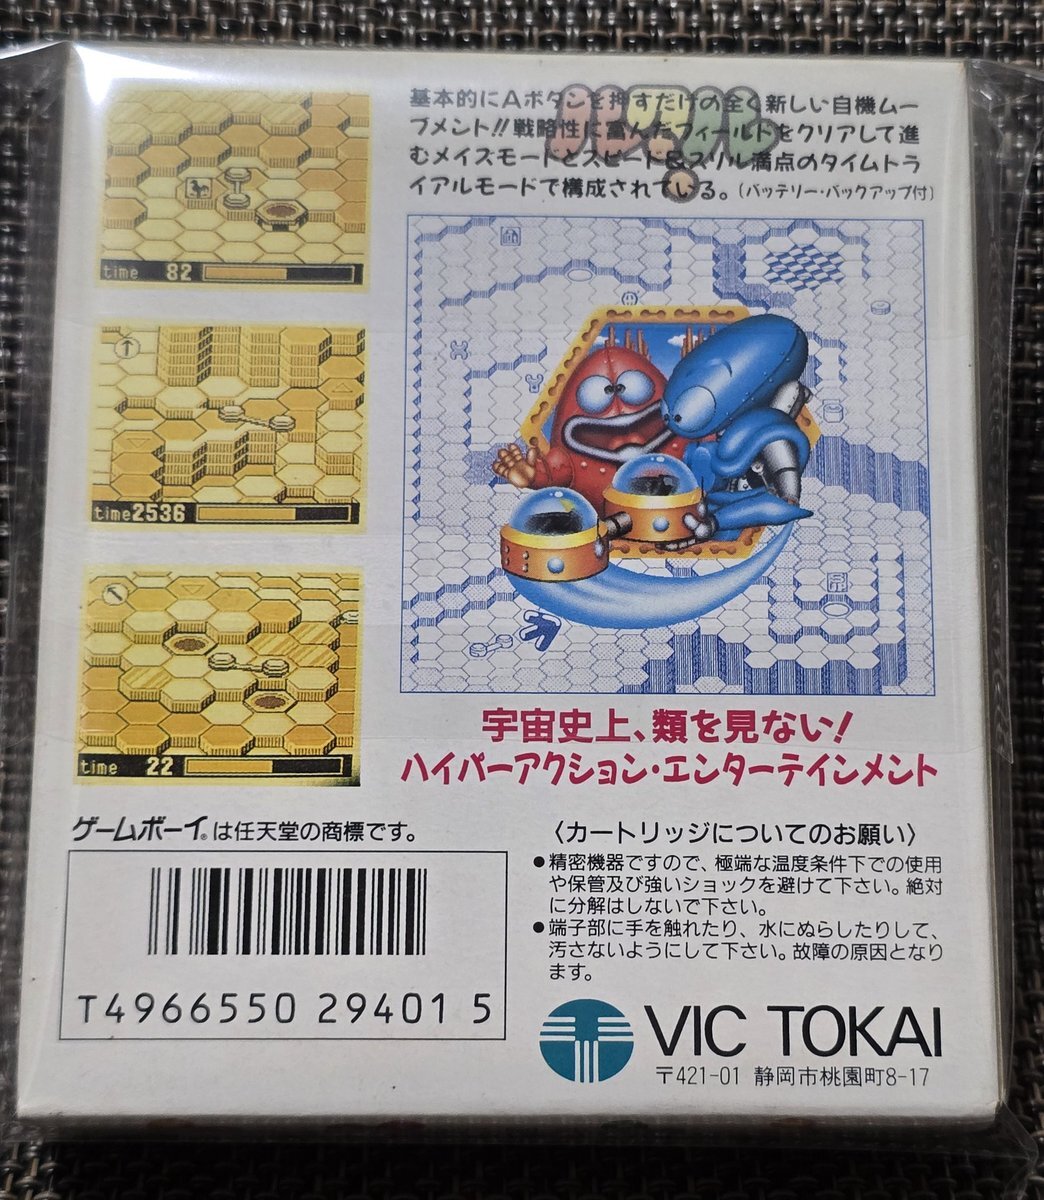 基本的にAボタンを押すだけの全く新しい自機ムー
ブメント!!戦略性に富んだフィールドをクリアして進
むメイズモードとスピード&スリル満点のタイムトラ
イアルモードで構成されている。(バッテリー・バックアップ付)
time 82
time2536
time 22
宇宙史上、類を見ない!
ハイパーアクション・エンターテインメント
ゲームボーイ®は任天堂の商標です。
T4966550 29401 5
〈カートリッジについてのお願い〉
●精密機器ですので、極端な温度条件下での使用
や保管及び強いショックを避けて下さい。絶対
に分解はしないで下さい。
●端子部に手を触れたり、水にぬらしたりして、
汚さないようにして下さい。故障の原因となり
ます。
VIC TOKAI
〒421-01 静岡市桃園町8-17